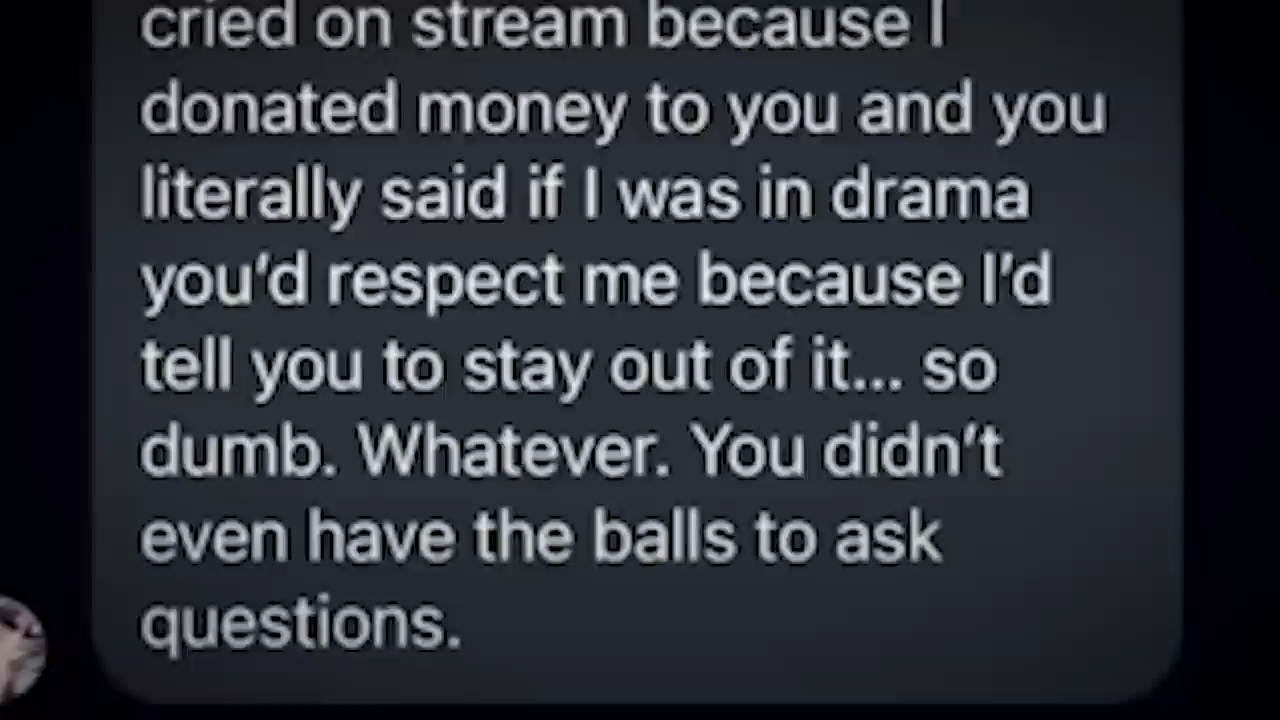 cried on stream because I
donated money to you and you
literally said if I was in drama
you’d respect me because I’d
tell you to stay out of it... so
dumb. Whatever. You didn’t
even have the balls to ask
questions.